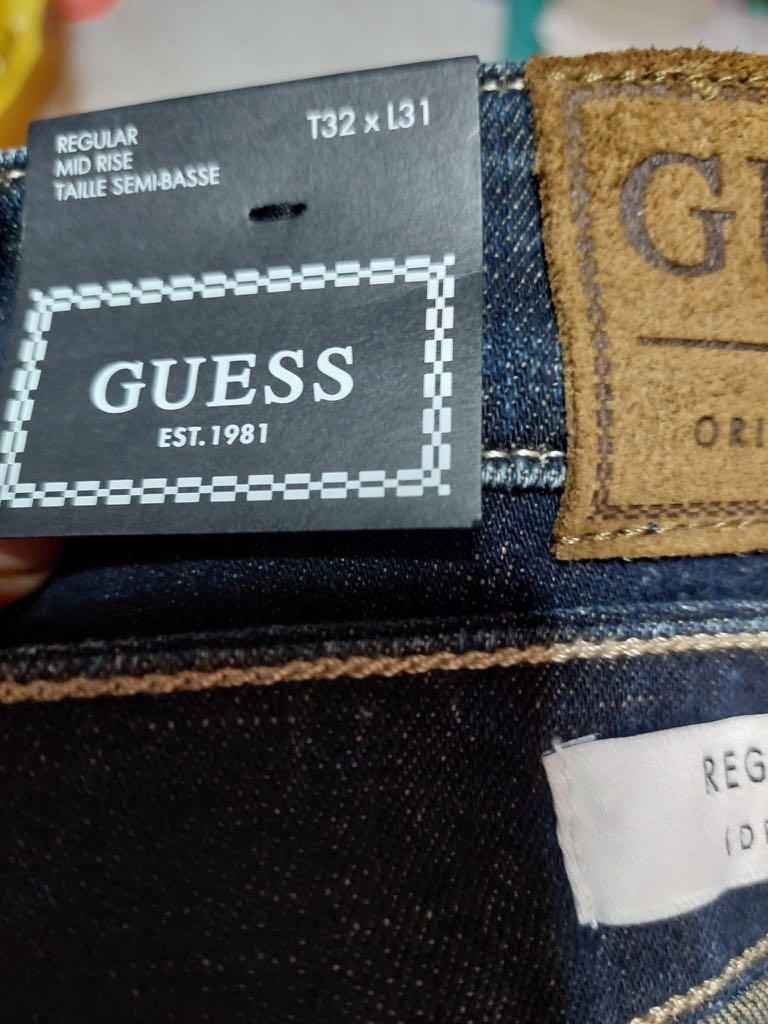 REGULAR
MID RISE
TAILLE SEMI-BASSE
T32 x L31
GUESS
EST. 1981
G
ORI
REG
(D